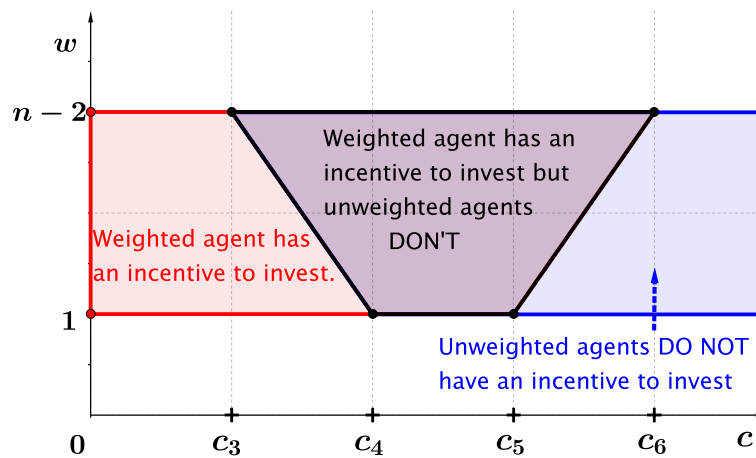 w
n − 2
Weighted agent has an
incentive to invest but
unweighted agents
DON'T
Weighted agent has
an incentive to invest.
1
Unweighted agents DO NOT
have an incentive to invest
0
c₃
c₄
c₅
c₆
c